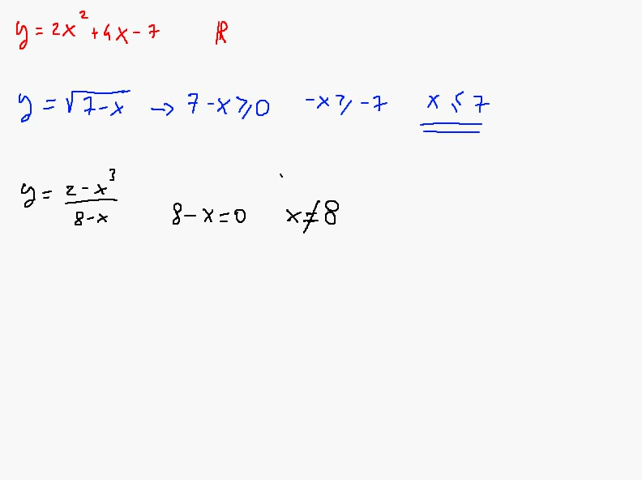 y = 2x² + 4x - 7 ℝ
y = √(7-x) → 7-x ≥ 0 -x ≥ -7 x ≤ 7
y = (2-x³)/(8-x) 8-x=0 x≠8